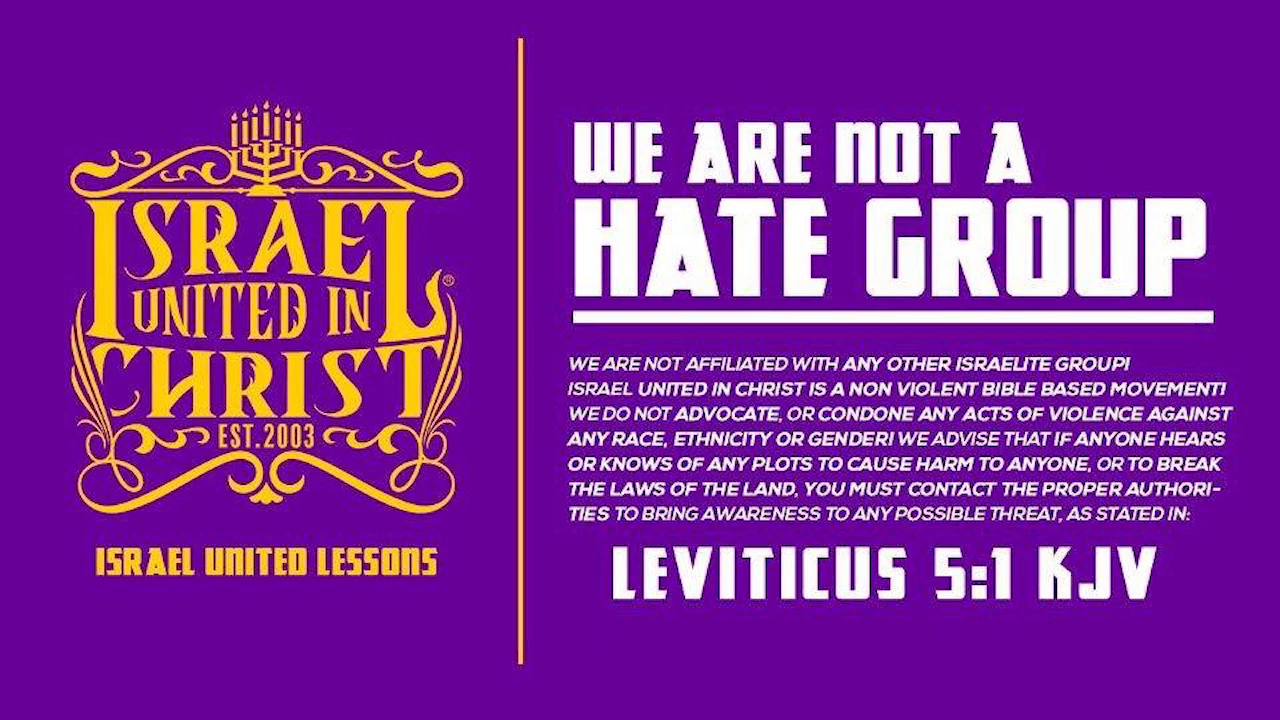 ISRAEL
UNITED IN
CHRIST
EST.2003
ISRAEL UNITED LESSONS
WE ARE NOT A
HATE GROUP
WE ARE NOT AFFILIATED WITH ANY OTHER ISRAELITE GROUP!
ISRAEL UNITED IN CHRIST IS A NON VIOLENT BIBLE BASED MOVEMENT!
WE DO NOT ADVOCATE, OR CONDONE ANY ACTS OF VIOLENCE AGAINST
ANY RACE, ETHNICITY OR GENDER! WE ADVISE THAT IF ANYONE HEARS
OR KNOWS OF ANY PLOTS TO CAUSE HARM TO ANYONE, OR TO BREAK
THE LAWS OF THE LAND, YOU MUST CONTACT THE PROPER AUTHORI-
TIES TO BRING AWARENESS TO ANY POSSIBLE THREAT, AS STATED IN:
LEVITICUS 5:1 KJV